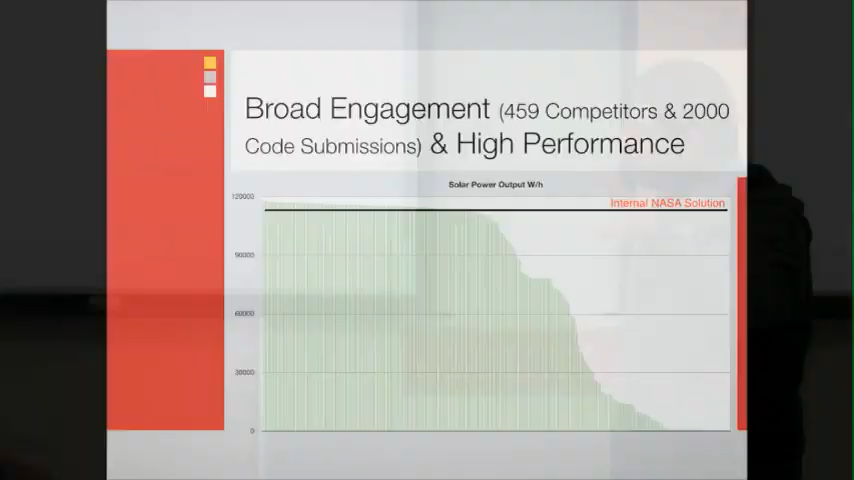 Broad Engagement (459 Competitors & 2000
Code Submissions) & High Performance
Solar Power Output W/h
120000
Internal NASA Solution
90000
60000
30000
0